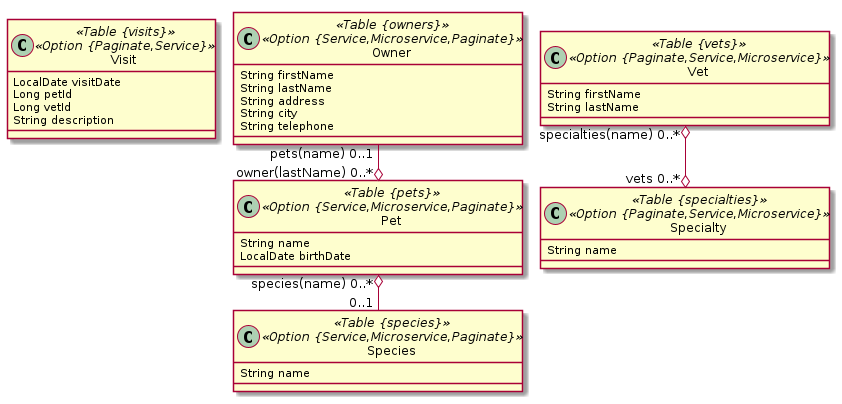 «Table {visits}»
C «Option {Paginate,Service}»
Visit
LocalDate visitDate
Long petId
Long vetId
String description
«Table {owners}»
C «Option {Service,Microservice,Paginate}»
Owner
String firstName
String lastName
String address
String city
String telephone
pets(name) 0..1
owner(lastName) 0..*
«Table {pets}»
C «Option {Service,Microservice,Paginate}»
Pet
String name
LocalDate birthDate
species(name) 0..*
0..1
«Table {species}»
C «Option {Service,Microservice,Paginate}»
Species
String name
«Table {vets}»
C «Option {Paginate,Service,Microservice}»
Vet
String firstName
String lastName
specialties(name) 0..*
vets 0..*
«Table {specialties}»
C «Option {Paginate,Service,Microservice}»
Specialty
String name